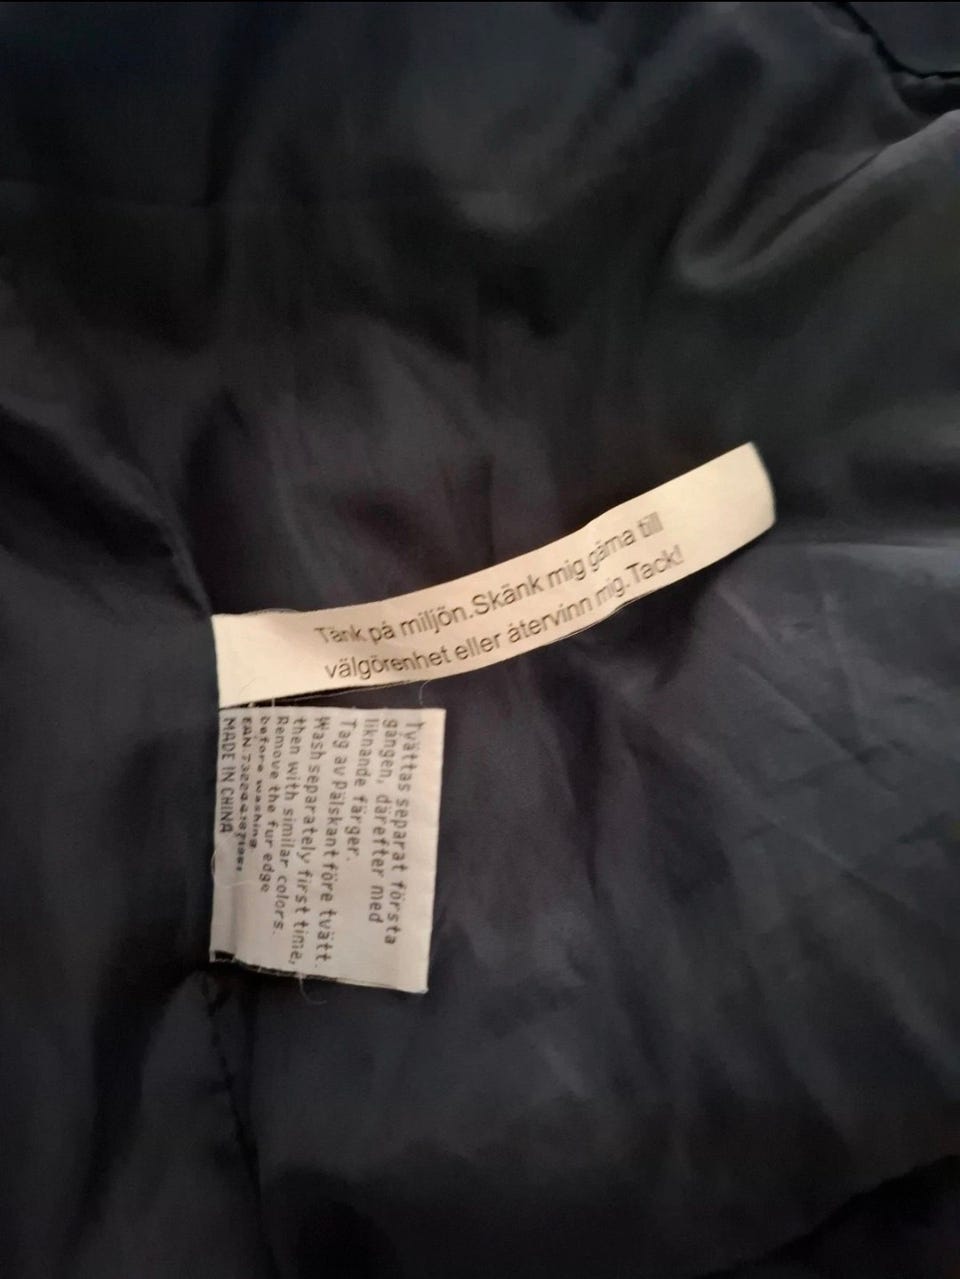 Tänk på miljön.Skänk mig gärna till
välgörenhet eller återvinn mig.Tack!
Tvättas separat första
gången, därefter med
liknande färger.
Tag av Pälskant före tvätt.
Wash separately first time,
then with similar colors.
Remove the fur edge
before washing
EAN
MADE IN CHINA